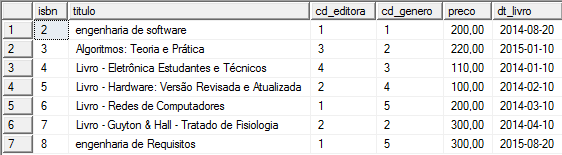 isbn titulo cd_editora cd_genero preco dt_livro
1 2 engenharia de software 1 1 200,00 2014-08-20
2 3 Algoritmos: Teoria e Prática 3 2 220,00 2015-01-10
3 4 Livro - Eletrônica Estudantes e Técnicos 4 3 110,00 2014-01-10
4 5 Livro - Hardware: Versão Revisada e Atualizada 2 4 100,00 2014-02-10
5 6 Livro - Redes de Computadores 1 5 200,00 2014-03-10
6 7 Livro - Guyton & Hall - Tratado de Fisiologia 2 2 300,00 2014-04-10
7 8 engenharia de Requisitos 1 5 300,00 2015-08-20